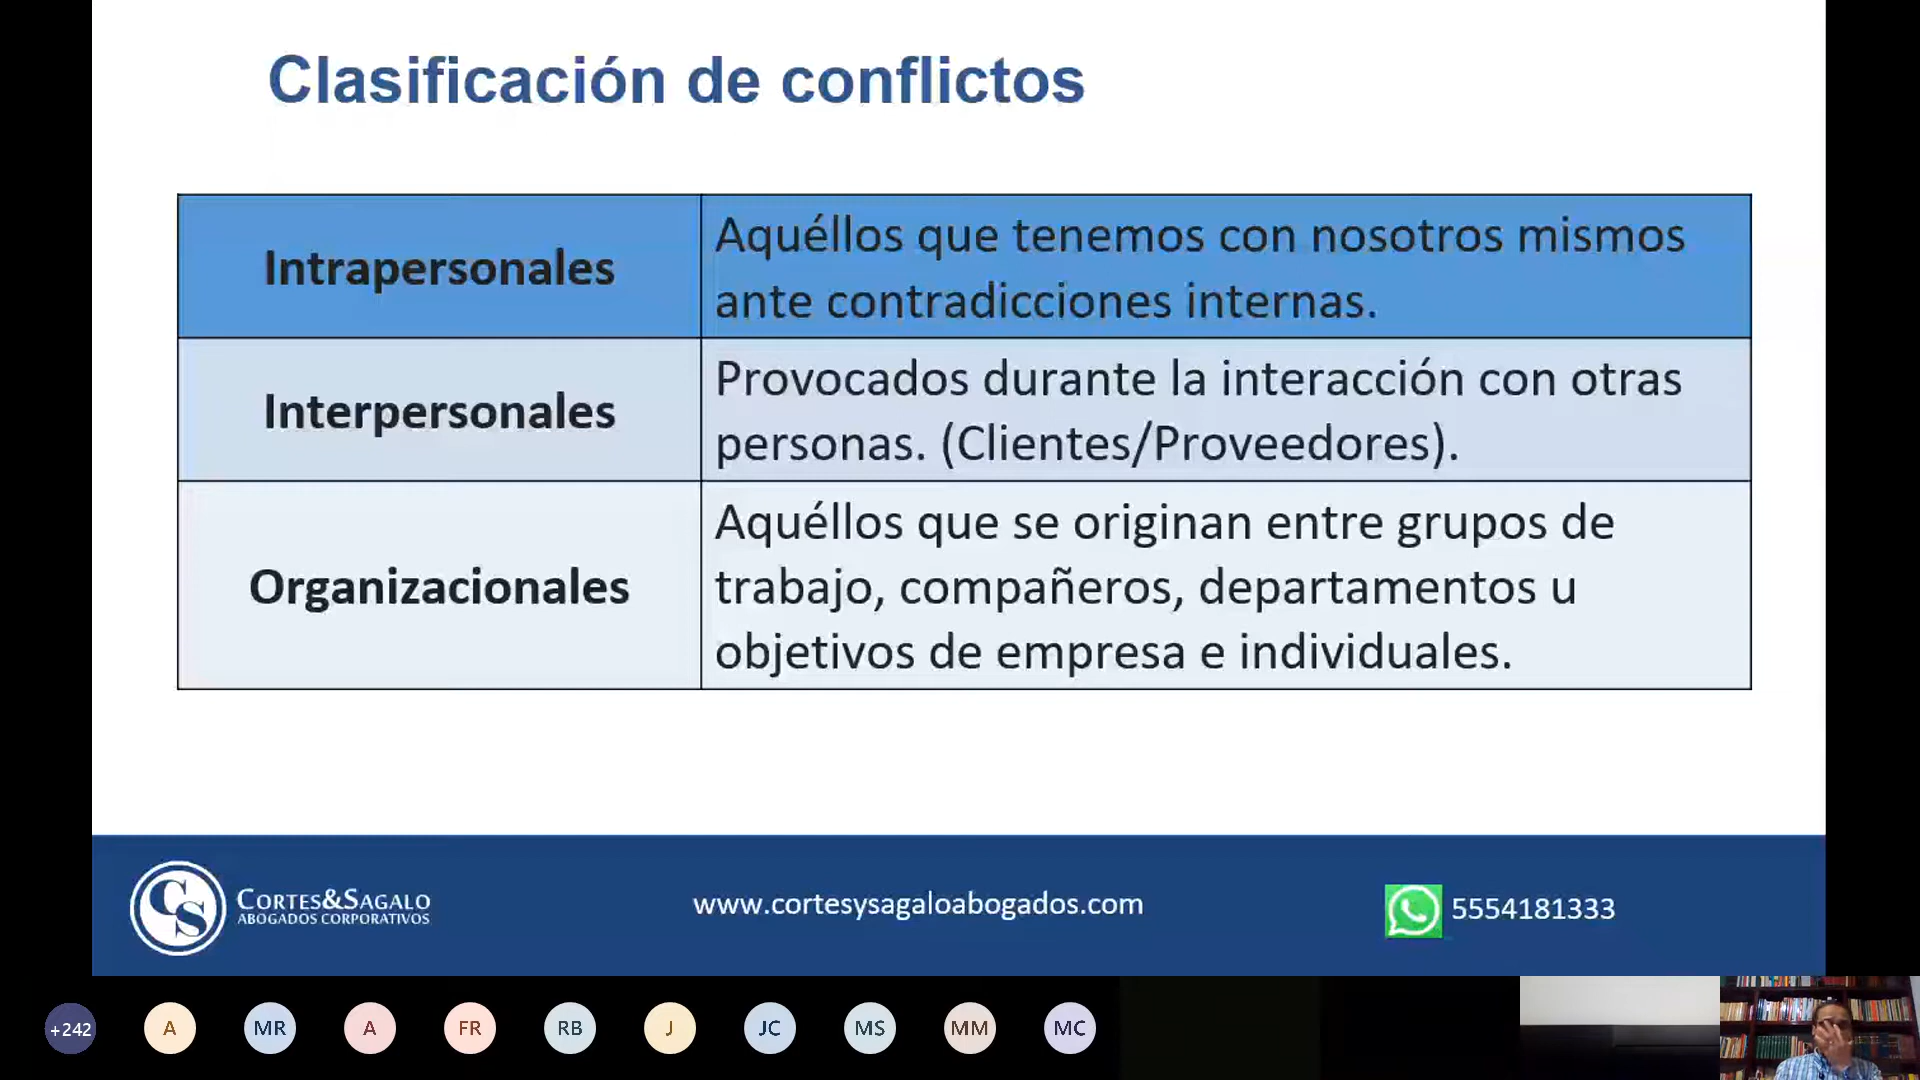 Clasificación de conflictos
Intrapersonales
Aquéllos que tenemos con nosotros mismos
ante contradicciones internas.
Interpersonales
Provocados durante la interacción con otras
personas. (Clientes/Proveedores).
Organizacionales
Aquéllos que se originan entre grupos de
trabajo, compañeros, departamentos u
objetivos de empresa e individuales.
CS
CORTES&SAGALO
ABOGADOS CORPORATIVOS
www.cortesysagaloabogados.com
5554181333
+242 A MR A FR RB J JC MS MM MC